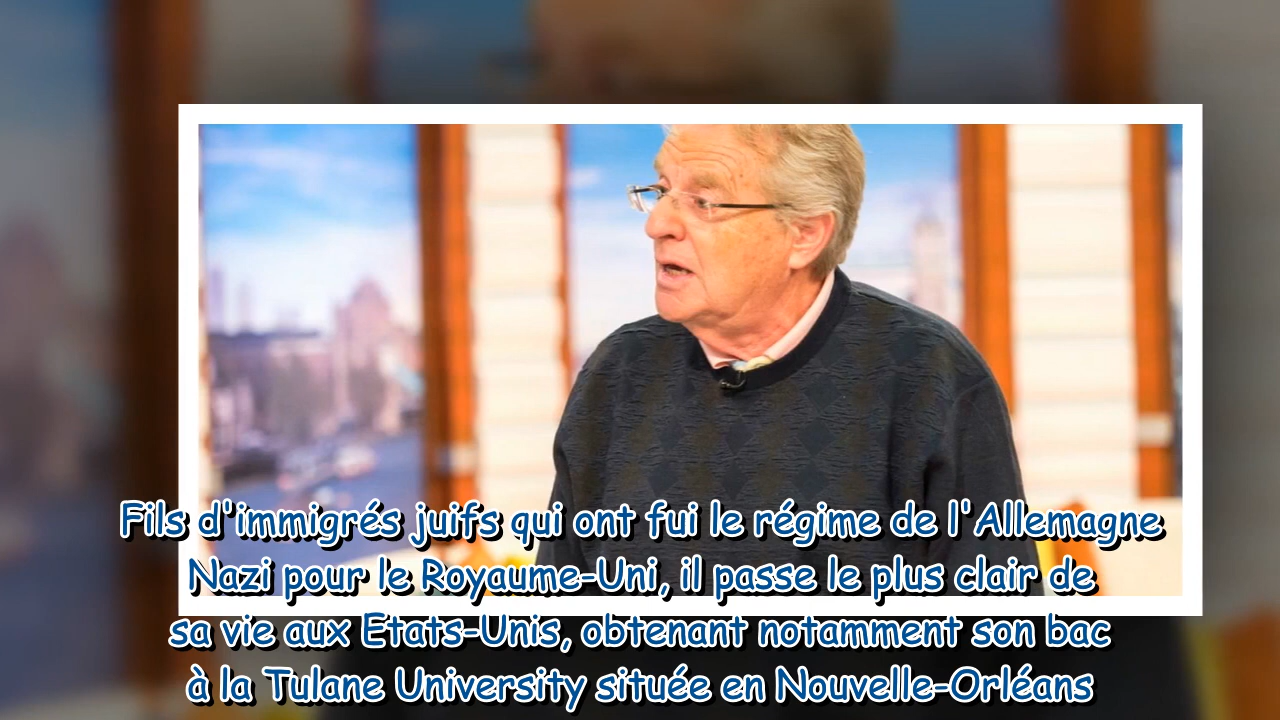 Fils d'immigrés juifs qui ont fui le régime de l'Allemagne
Nazi pour le Royaume-Uni, il passe le plus clair de
sa vie aux Etats-Unis, obtenant notamment son bac
à la Tulane University située en Nouvelle-Orléans